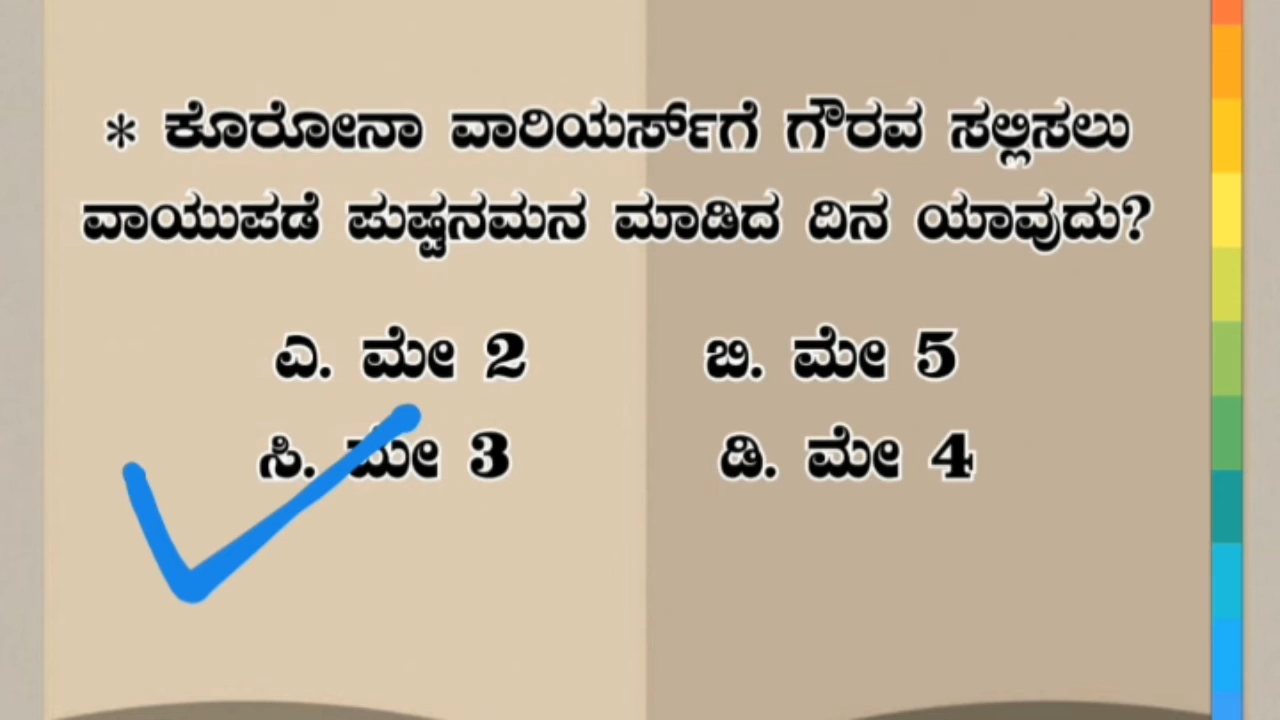 * ಕೊರೋನಾ ವಾರಿಯರ್ಸ್‌ಗೆ ಗೌರವ ಸಲ್ಲಿಸಲು
ವಾಯುಪಡೆ ಪುಷ್ಪನಮನ ಮಾಡಿದ ದಿನ ಯಾವುದು?
ಎ. ಮೇ 2 ಬಿ. ಮೇ 5
ಸಿ. ಮೇ 3 ಡಿ. ಮೇ 4